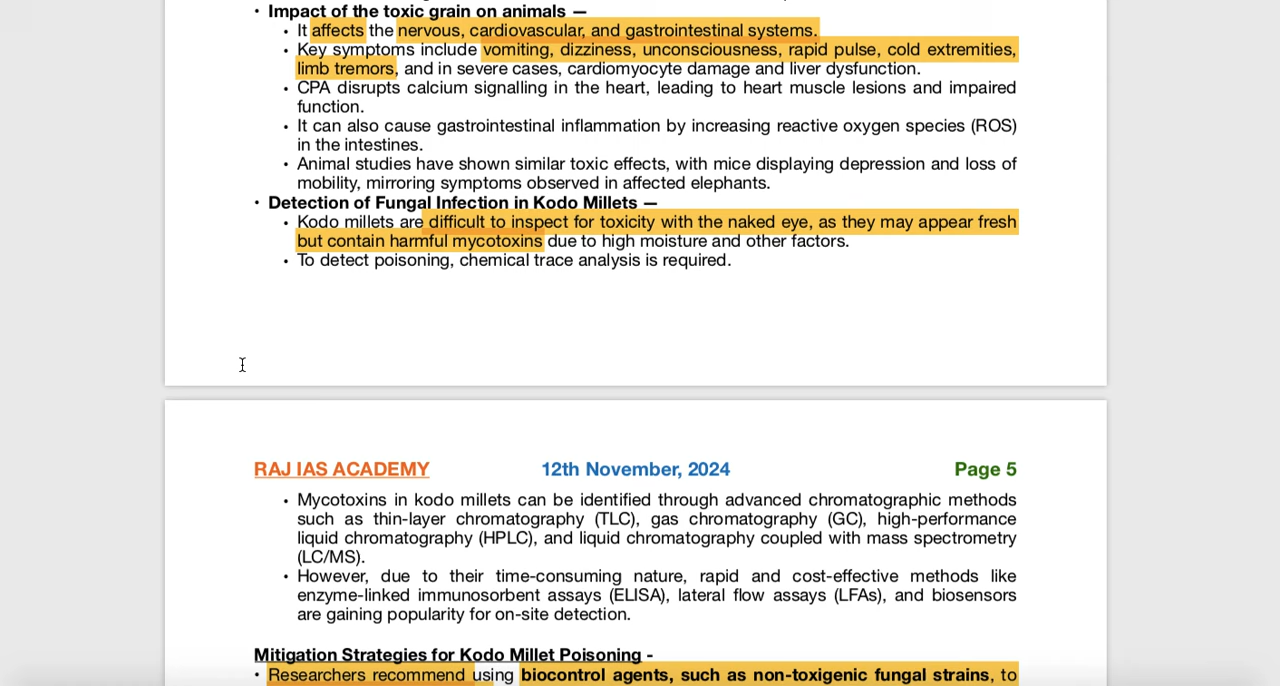 • Impact of the toxic grain on animals —
• It affects the nervous, cardiovascular, and gastrointestinal systems.
• Key symptoms include vomiting, dizziness, unconsciousness, rapid pulse, cold extremities,
limb tremors, and in severe cases, cardiomyocyte damage and liver dysfunction.
• CPA disrupts calcium signalling in the heart, leading to heart muscle lesions and impaired
function.
• It can also cause gastrointestinal inflammation by increasing reactive oxygen species (ROS)
in the intestines.
• Animal studies have shown similar toxic effects, with mice displaying depression and loss of
mobility, mirroring symptoms observed in affected elephants.
• Detection of Fungal Infection in Kodo Millets —
• Kodo millets are difficult to inspect for toxicity with the naked eye, as they may appear fresh
but contain harmful mycotoxins due to high moisture and other factors.
• To detect poisoning, chemical trace analysis is required.
RAJ IAS ACADEMY 12th November, 2024 Page 5
• Mycotoxins in kodo millets can be identified through advanced chromatographic methods
such as thin-layer chromatography (TLC), gas chromatography (GC), high-performance
liquid chromatography (HPLC), and liquid chromatography coupled with mass spectrometry
(LC/MS).
• However, due to their time-consuming nature, rapid and cost-effective methods like
enzyme-linked immunosorbent assays (ELISA), lateral flow assays (LFAs), and biosensors
are gaining popularity for on-site detection.
Mitigation Strategies for Kodo Millet Poisoning -
• Researchers recommend using biocontrol agents, such as non-toxigenic fungal strains, to